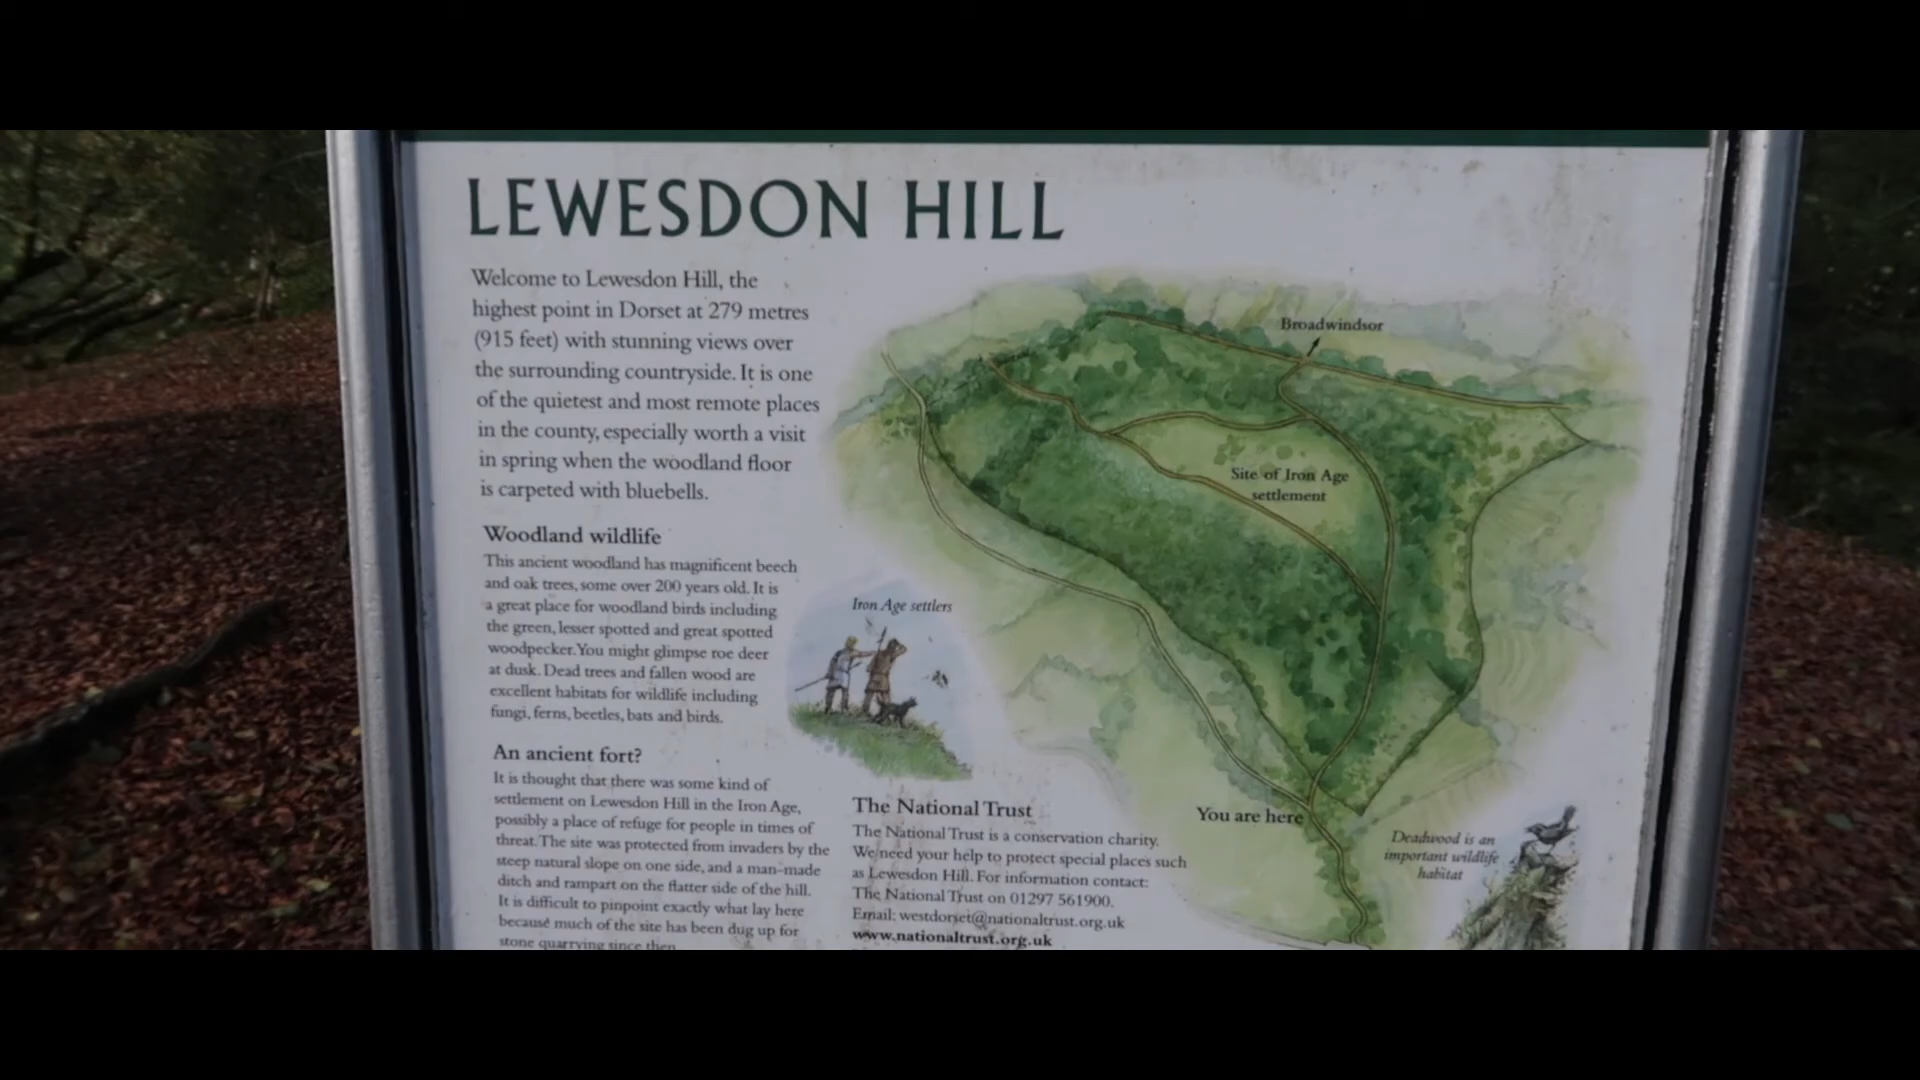 LEWESDON HILL
Welcome to Lewesdon Hill, the
highest point in Dorset at 279 metres
(915 feet) with stunning views over
the surrounding countryside. It is one
of the quietest and most remote places
in the county, especially worth a visit
in spring when the woodland floor
is carpeted with bluebells.
Woodland wildlife
This ancient woodland has magnificent beech
and oak trees, some over 200 years old. It is
a great place for woodland birds including
the green, lesser spotted and great spotted
woodpecker. You might glimpse roe deer
at dusk. Dead trees and fallen wood are
excellent habitats for wildlife including
fungi, ferns, beetles, bats and birds.
An ancient fort?
It is thought that there was some kind of
settlement on Lewesdon Hill in the Iron Age,
possibly a place of refuge for people in times of
threat. The site was protected from invaders by the
steep natural slope on one side, and a man-made
ditch and rampart on the flatter side of the hill.
It is difficult to pinpoint exactly what lay here
because much of the site has been dug up for
stone quarrying since then.
Iron Age settlers
The National Trust
The National Trust is a conservation charity.
We need your help to protect special places such
as Lewesdon Hill. For information contact:
The National Trust on 01297 561900.
Email: westdorset@nationaltrust.org.uk
www.nationaltrust.org.uk
Broadwindsor
Site of Iron Age
settlement
You are here
Deadwood is an
important wildlife
habitat